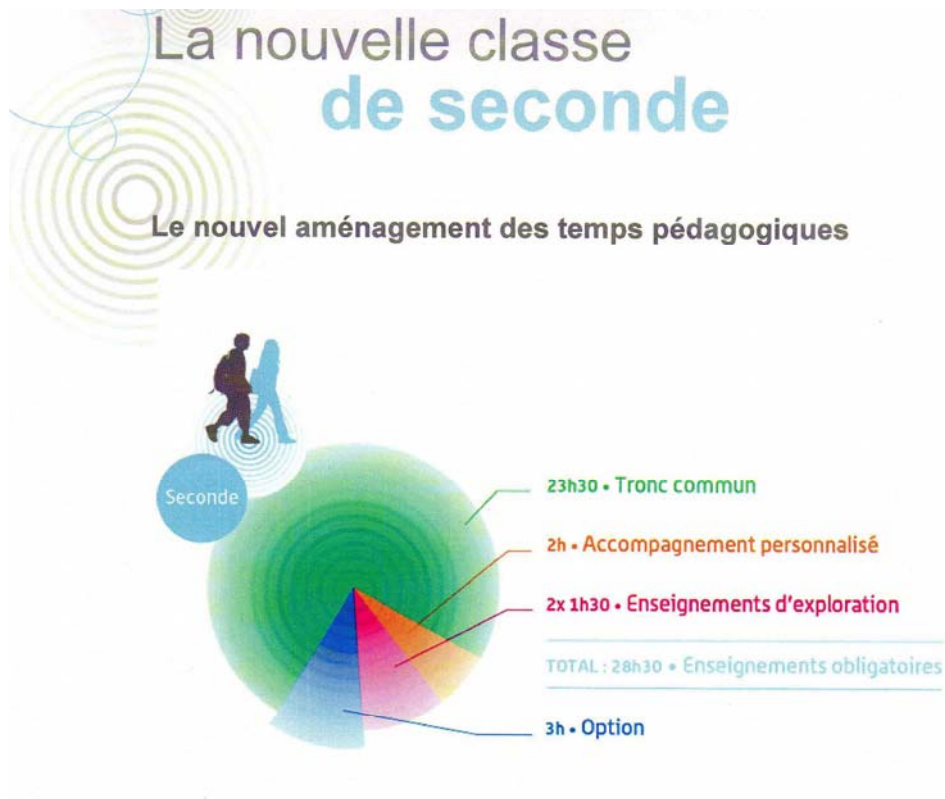 La nouvelle classe
de seconde
Le nouvel aménagement des temps pédagogiques
Seconde
23h30 • Tronc commun
2h • Accompagnement personnalisé
2x 1h30 • Enseignements d'exploration
TOTAL : 28h30 • Enseignements obligatoires
3h • Option